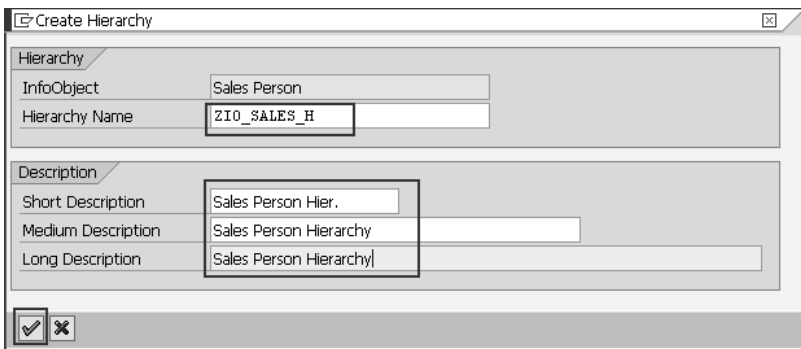 Create Hierarchy
Hierarchy
InfoObject Sales Person
Hierarchy Name ZIO_SALES_H
Description
Short Description Sales Person Hier.
Medium Description Sales Person Hierarchy
Long Description Sales Person Hierarchy